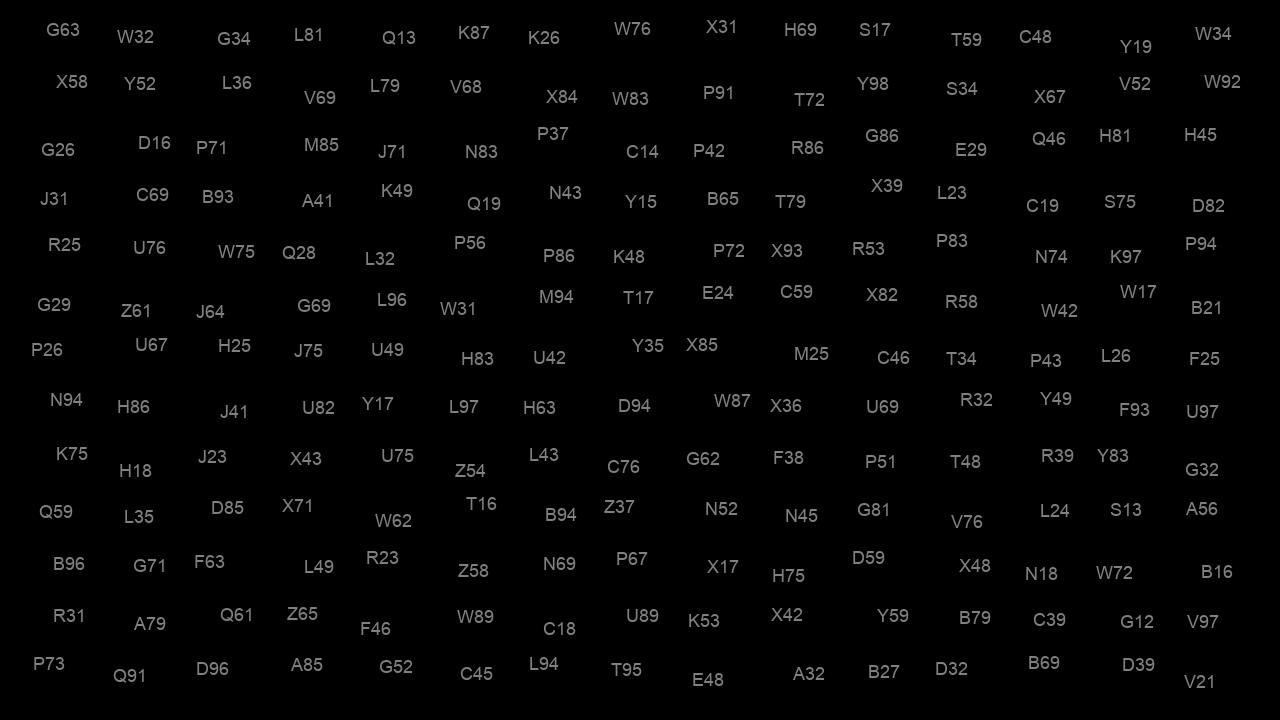 G63 W32 G34 L81 Q13 K87 K26 W76 X31 H69 S17 T59 C48 Y19 W34
X58 Y52 L36 V69 L79 V68 X84 W83 P91 T72 Y98 S34 X67 V52 W92
G26 D16 P71 M85 J71 N83 P37 C14 P42 R86 G86 E29 Q46 H81 H45
J31 C69 B93 A41 K49 Q19 N43 Y15 B65 T79 X39 L23 C19 S75 D82
R25 U76 W75 Q28 L32 P56 P86 K48 P72 X93 R53 P83 N74 K97 P94
G29 Z61 J64 G69 L96 W31 M94 T17 E24 C59 X82 R58 W42 W17 B21
P26 U67 H25 J75 U49 H83 U42 Y35 X85 M25 C46 T34 P43 L26 F25
N94 H86 J41 U82 Y17 L97 H63 D94 W87 X36 U69 R32 Y49 F93 U97
K75 H18 J23 X43 U75 Z54 L43 C76 G62 F38 P51 T48 R39 Y83 G32
Q59 L35 D85 X71 W62 T16 B94 Z37 N52 N45 G81 V76 L24 S13 A56
B96 G71 F63 L49 R23 Z58 N69 P67 X17 H75 D59 X48 N18 W72 B16
R31 A79 Q61 Z65 F46 W89 C18 U89 K53 X42 Y59 B79 C39 G12 V97
P73 Q91 D96 A85 G52 C45 L94 T95 E48 A32 B27 D32 B69 D39 V21